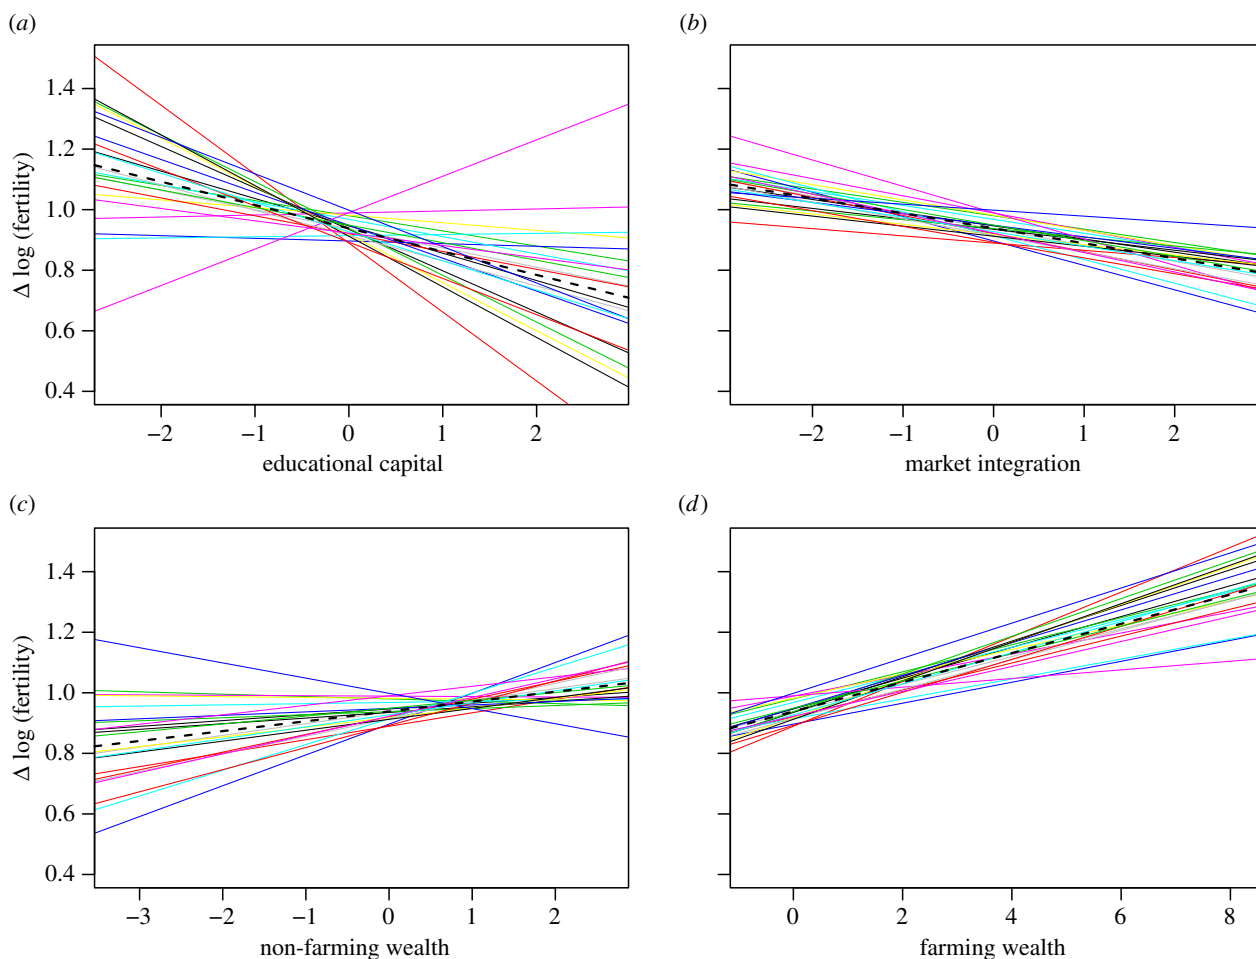 (a)
(b)
1.4
1.2
1.0
0.8
0.6
0.4
Δ log (fertility)
−2 −1 0 1 2
educational capital
−2 −1 0 1 2
market integration
(c)
(d)
1.4
1.2
1.0
0.8
0.6
0.4
Δ log (fertility)
−3 −2 −1 0 1 2
non-farming wealth
0 2 4 6 8
farming wealth